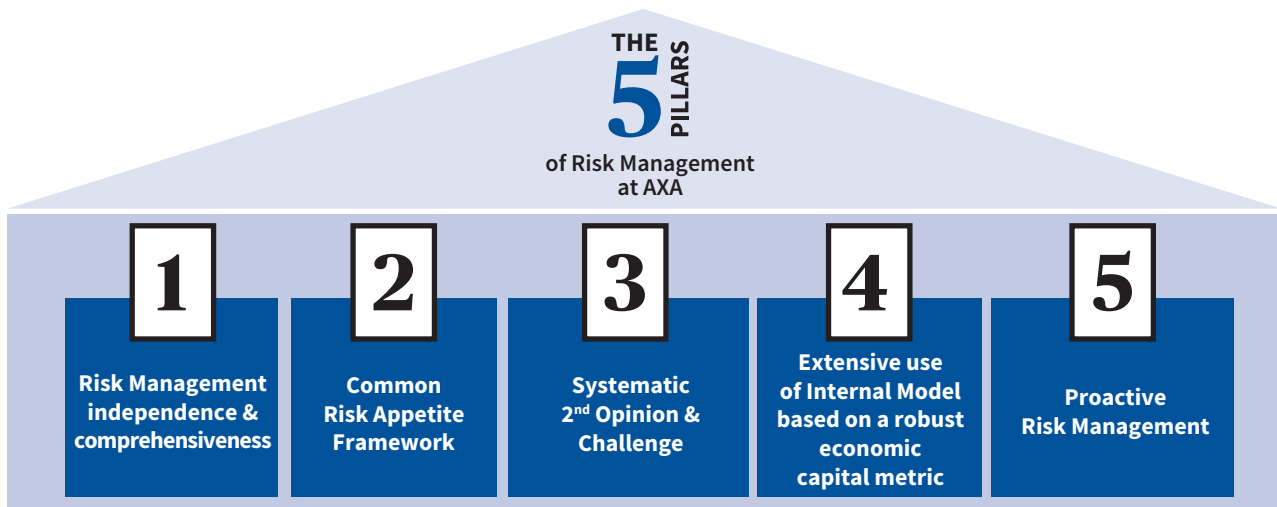 THE
5
PILLARS
of Risk Management
at AXA
1
Risk Management
independence &
comprehensiveness
2
Common
Risk Appetite
Framework
3
Systematic
2nd Opinion &
Challenge
4
Extensive use
of Internal Model
based on a robust
economic
capital metric
5
Proactive
Risk Management